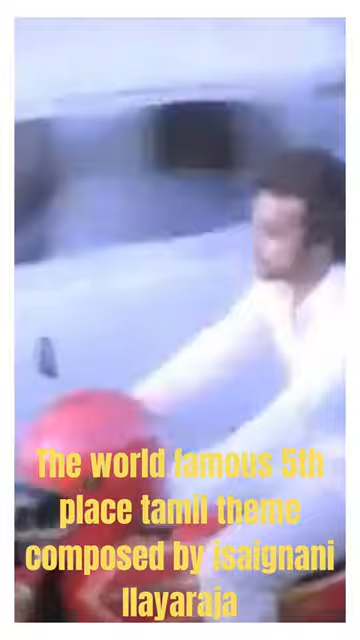 The world famous 5th
place tamil theme
composed by isaignani
Ilayaraja